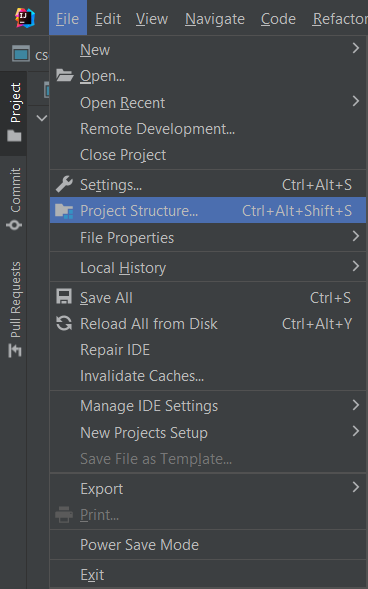 IJ File Edit View Navigate Code Refactor
cs
Project
Commit
Pull Requests
New
Open...
Open Recent
Remote Development...
Close Project
Settings... Ctrl+Alt+S
Project Structure... Ctrl+Alt+Shift+S
File Properties
Local History
Save All Ctrl+S
Reload All from Disk Ctrl+Alt+Y
Repair IDE
Invalidate Caches...
Manage IDE Settings
New Projects Setup
Save File as Template...
Export
Print...
Power Save Mode
Exit